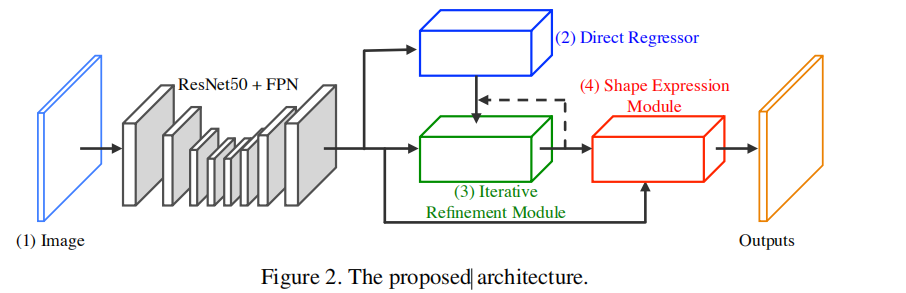 ResNet50 + FPN
(2) Direct Regressor
(4) Shape Expression
Module
(3) Iterative
Refinement Module
(1) Image
Outputs
Figure 2. The proposed architecture.